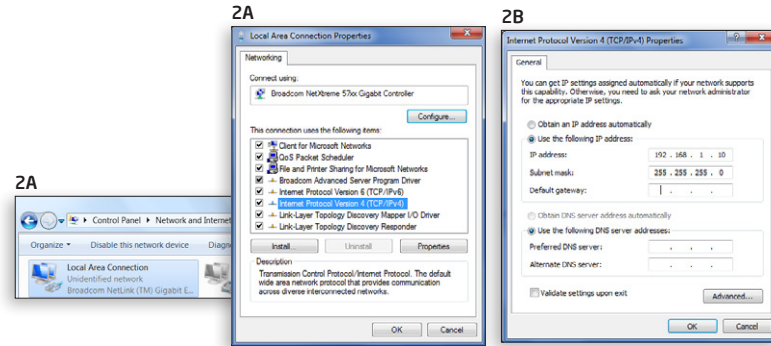 2A
Control Panel
Network and Internet
Organize
Disable this network device
Diagn
Local Area Connection
Unidentified network
Broadcom NetLink (TM) Gigabit E...
2A
Local Area Connection Properties
Networking
Connect using:
Broadcom NetXtreme 57xx Gigabit Controller
Configure...
This connection uses the following items:
Client for Microsoft Networks
QoS Packet Scheduler
File and Printer Sharing for Microsoft Networks
Broadcom Advanced Server Program Driver
Internet Protocol Version 6 (TCP/IPv6)
Internet Protocol Version 4 (TCP/IPv4)
Link-Layer Topology Discovery Mapper I/O Driver
Link-Layer Topology Discovery Responder
Install...
Uninstall
Properties
Description
Transmission Control Protocol/Internet Protocol. The default
wide area network protocol that provides communication
across diverse interconnected networks.
OK
Cancel
2B
Internet Protocol Version 4 (TCP/IPv4) Properties
General
You can get IP settings assigned automatically if your network supports
this capability. Otherwise, you need to ask your network administrator
for the appropriate IP settings.
Obtain an IP address automatically
Use the following IP address:
IP address: 192 . 168 . 1 . 10
Subnet mask: 255 . 255 . 255 . 0
Default gateway: . . .
Obtain DNS server address automatically
Use the following DNS server addresses:
Preferred DNS server: . . .
Alternate DNS server: . . .
Validate settings upon exit
Advanced...
OK
Cancel